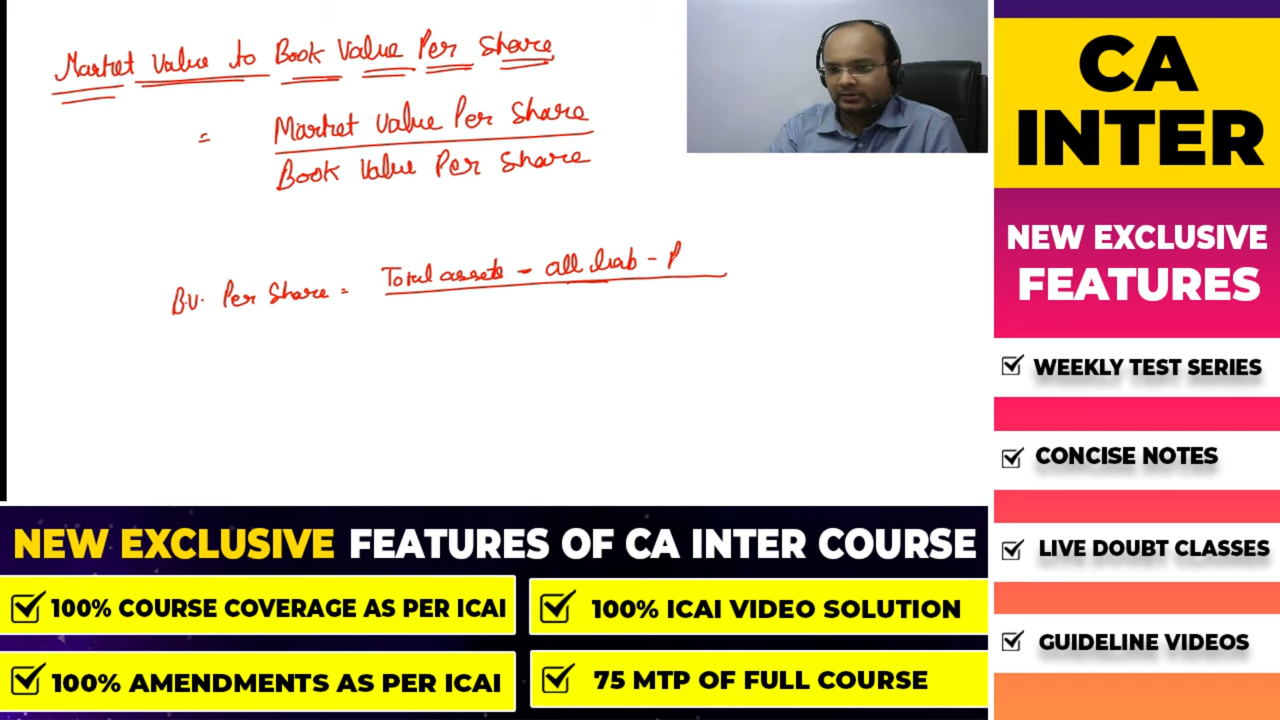 Market Value to Book Value Per Share
= Market Value Per Share
Book Value Per Share
B.V. Per Share = Total assets - all liab - P
CA
INTER
NEW EXCLUSIVE
FEATURES
WEEKLY TEST SERIES
CONCISE NOTES
LIVE DOUBT CLASSES
GUIDELINE VIDEOS
NEW EXCLUSIVE FEATURES OF CA INTER COURSE
100% COURSE COVERAGE AS PER ICAI
100% ICAI VIDEO SOLUTION
100% AMENDMENTS AS PER ICAI
75 MTP OF FULL COURSE